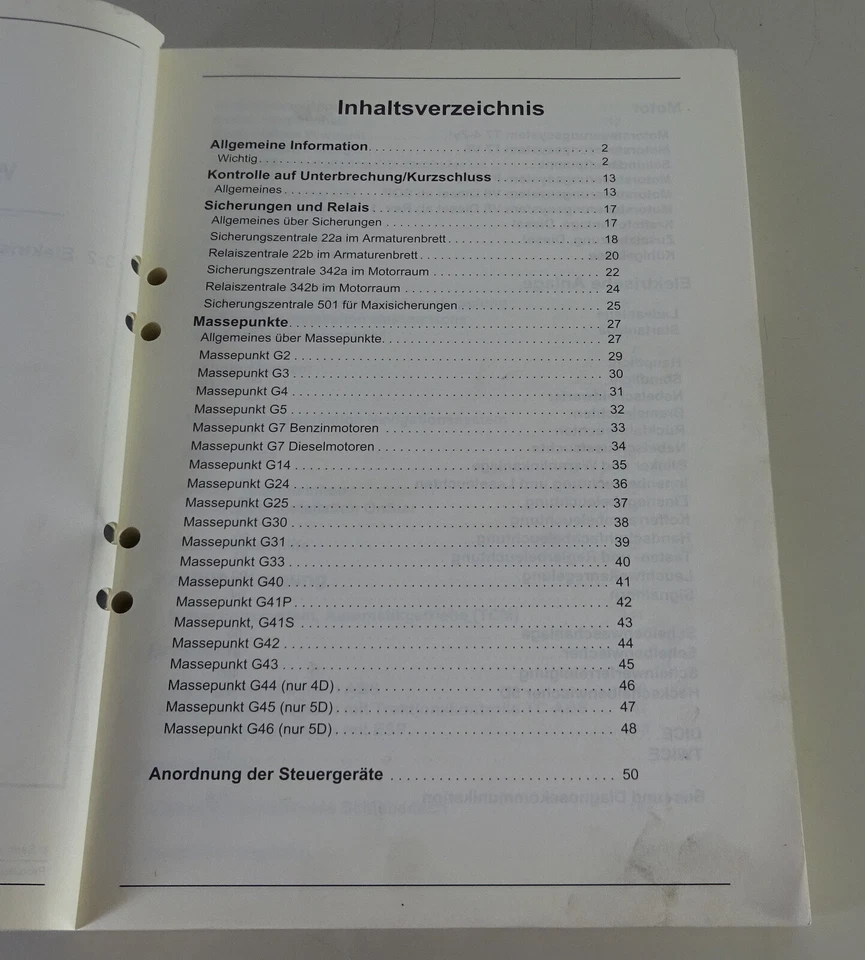 Inhaltsverzeichnis
Allgemeine Information 2
Wichtig 2
Kontrolle auf Unterbrechung/Kurzschluss 13
Allgemeines 13
Sicherungen und Relais 17
Allgemeines über Sicherungen 17
Sicherungszentrale 22a im Armaturenbrett 18
Relaiszentrale 22b im Armaturenbrett 20
Sicherungszentrale 342a im Motorraum 22
Relaiszentrale 342b im Motorraum 24
Sicherungszentrale 501 für Maxisicherungen 25
Massepunkte 27
Allgemeines über Massepunkte 27
Massepunkt G2 29
Massepunkt G3 30
Massepunkt G4 31
Massepunkt G5 32
Massepunkt G7 Benzinmotoren 33
Massepunkt G7 Dieselmotoren 34
Massepunkt G14 35
Massepunkt G24 36
Massepunkt G25 37
Massepunkt G30 38
Massepunkt G31 39
Massepunkt G33 40
Massepunkt G40 41
Massepunkt G41P 42
Massepunkt, G41S 43
Massepunkt G42 44
Massepunkt G43 45
Massepunkt G44 (nur 4D) 46
Massepunkt G45 (nur 5D) 47
Massepunkt G46 (nur 5D) 48
Anordnung der Steuergeräte 50